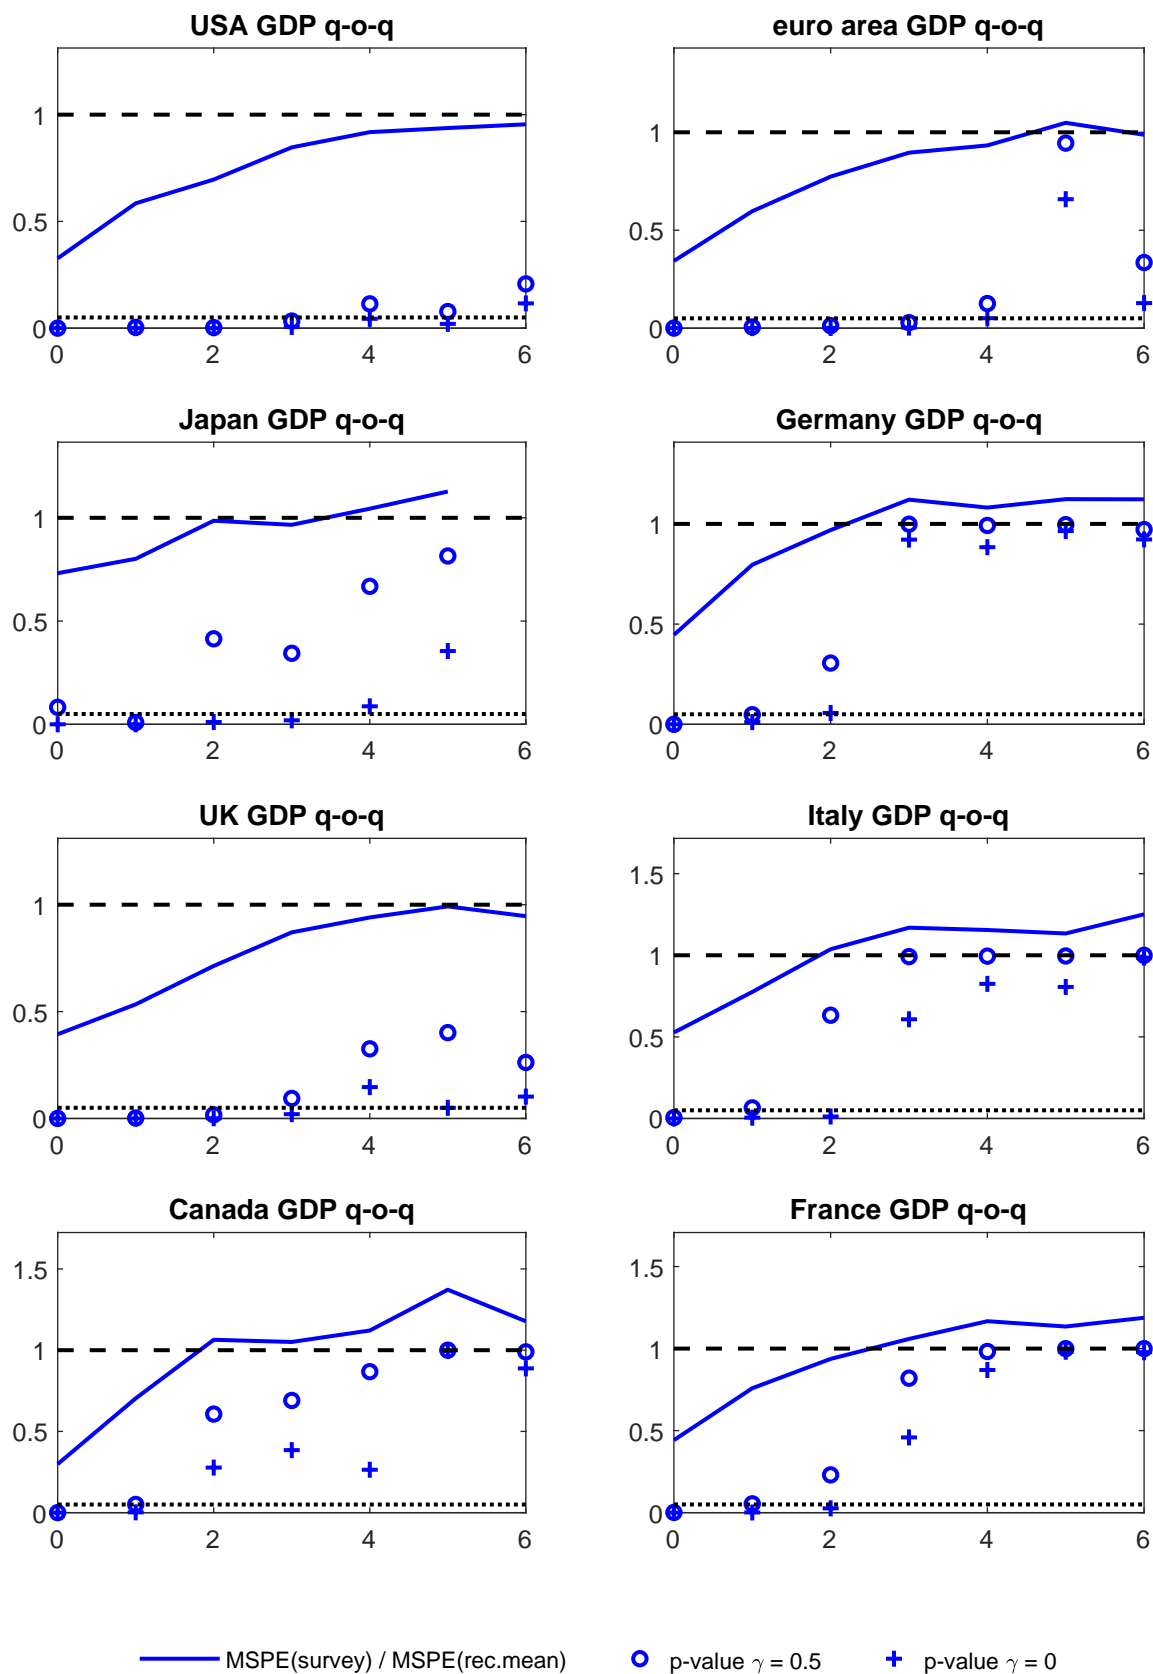 USA GDP q-o-q
1
0.5
0
0 2 4 6
euro area GDP q-o-q
1
0.5
0
0 2 4 6
Japan GDP q-o-q
1
0.5
0
0 2 4 6
Germany GDP q-o-q
1
0.5
0
0 2 4 6
UK GDP q-o-q
1
0.5
0
0 2 4 6
Italy GDP q-o-q
1.5
1
0.5
0
0 2 4 6
Canada GDP q-o-q
1.5
1
0.5
0
0 2 4 6
France GDP q-o-q
1.5
1
0.5
0
0 2 4 6
MSPE(survey) / MSPE(rec.mean) p-value γ = 0.5 p-value γ = 0